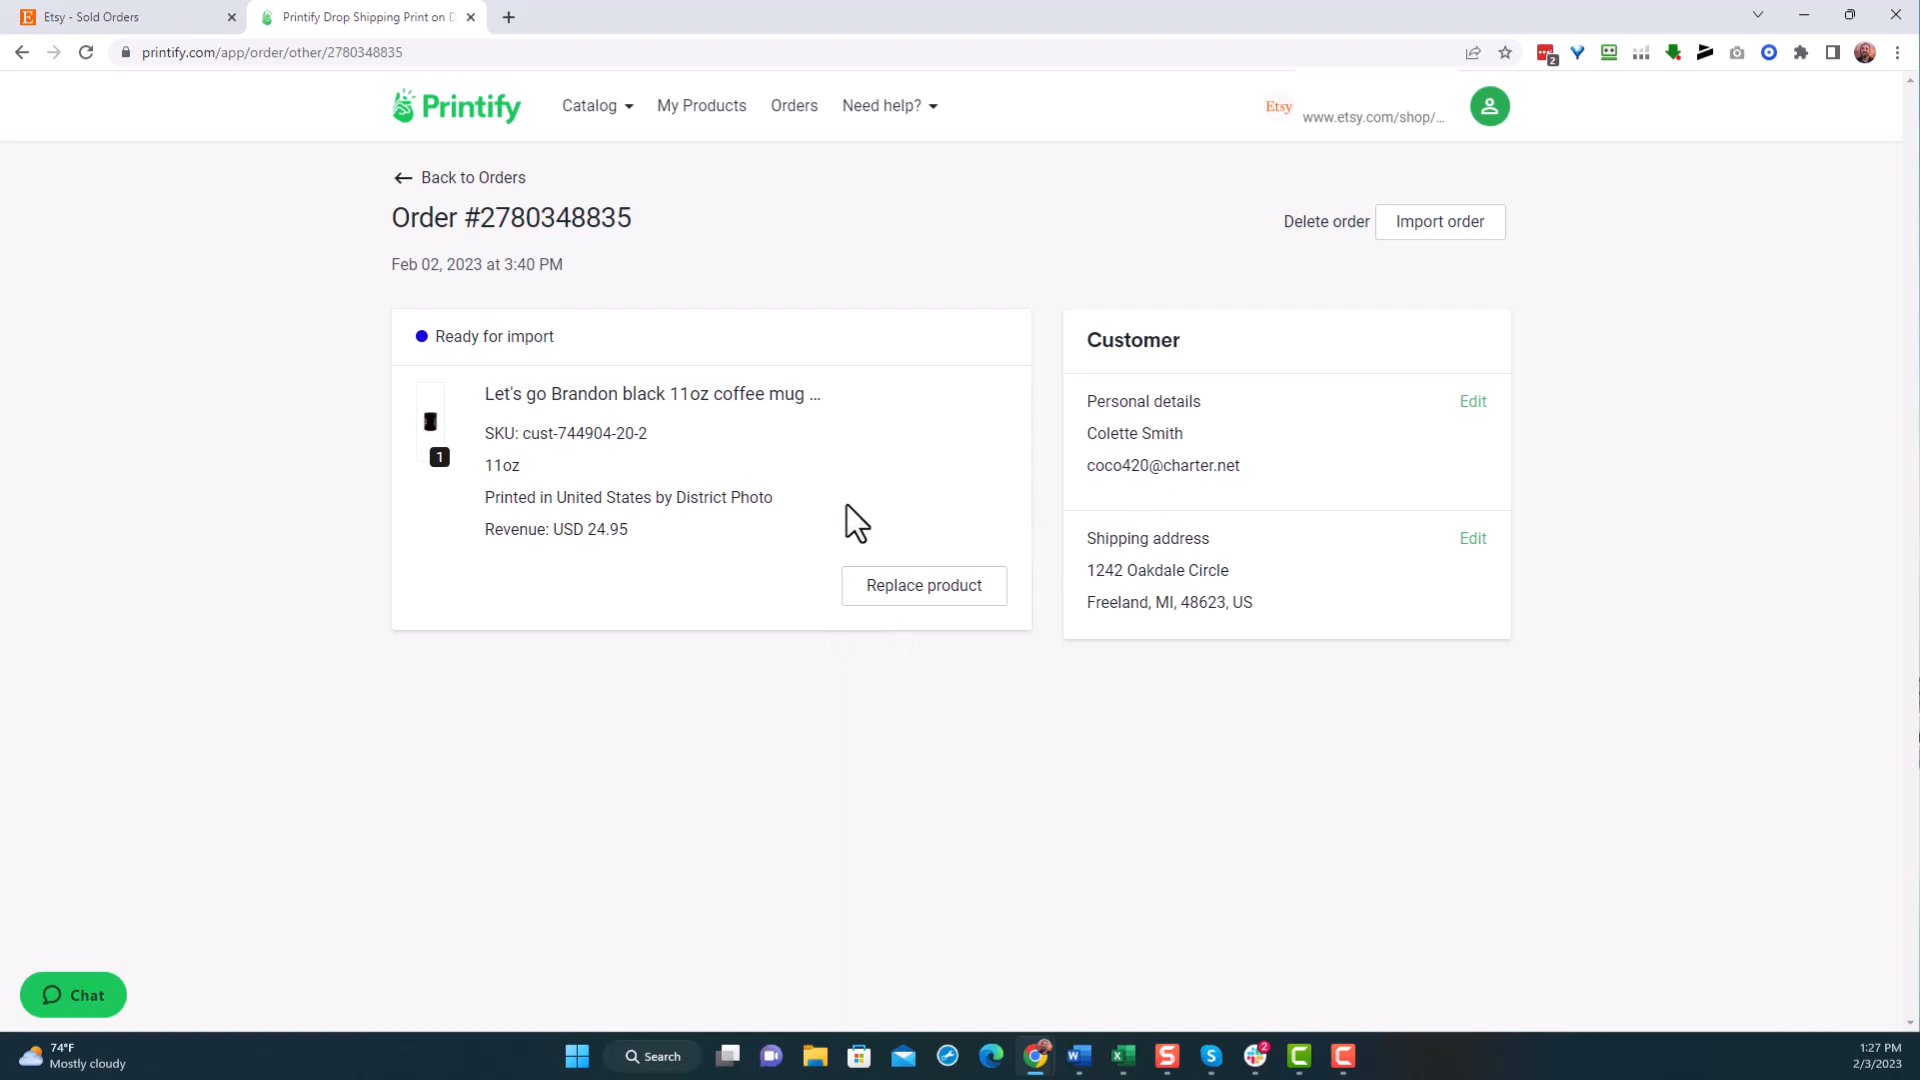 Etsy - Sold Orders
Printify Drop Shipping Print on D
printify.com/app/order/other/2780348835
2
Printify
Catalog
My Products
Orders
Need help?
Etsy
www.etsy.com/shop/...
Back to Orders
Order #2780348835
Delete order
Import order
Feb 02, 2023 at 3:40 PM
Ready for import
Let's go Brandon black 11oz coffee mug ...
SKU: cust-744904-20-2
11oz
1
Printed in United States by District Photo
Revenue: USD 24.95
Replace product
Customer
Personal details
Edit
Colette Smith
coco420@charter.net
Shipping address
Edit
1242 Oakdale Circle
Freeland, MI, 48623, US
Chat
74°F
Mostly cloudy
Search
2
1:27 PM
2/3/2023